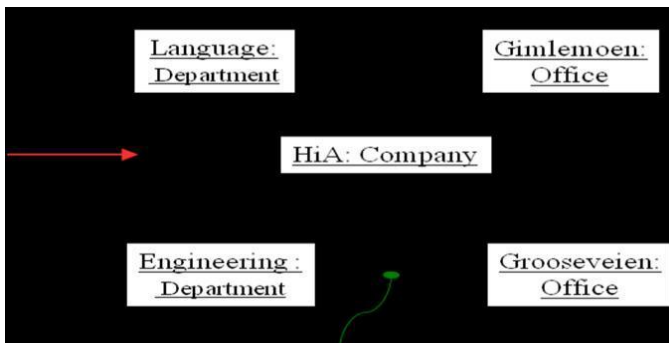 Language:
Department
Gimlemoen:
Office
HiA: Company
Engineering :
Department
Grooseveien:
Office